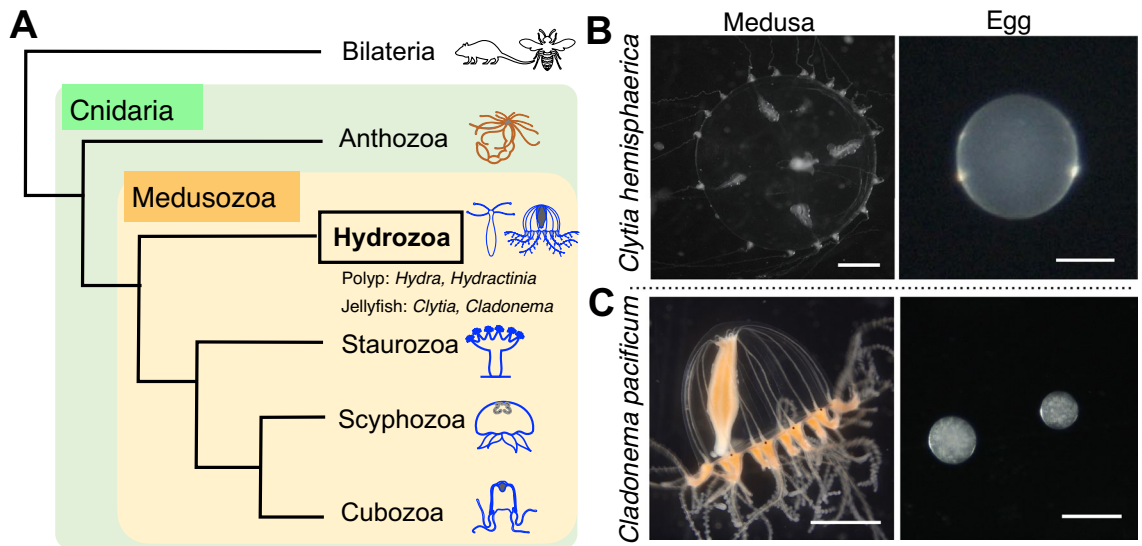 A
Bilateria
Cnidaria
Anthozoa
Medusozoa
Hydrozoa
Polyp: Hydra, Hydractinia
Jellyfish: Clytia, Cladonema
Staurozoa
Scyphozoa
Cubozoa
B
Medusa
Egg
Clytia hemisphaerica
C
Cladonema pacificum